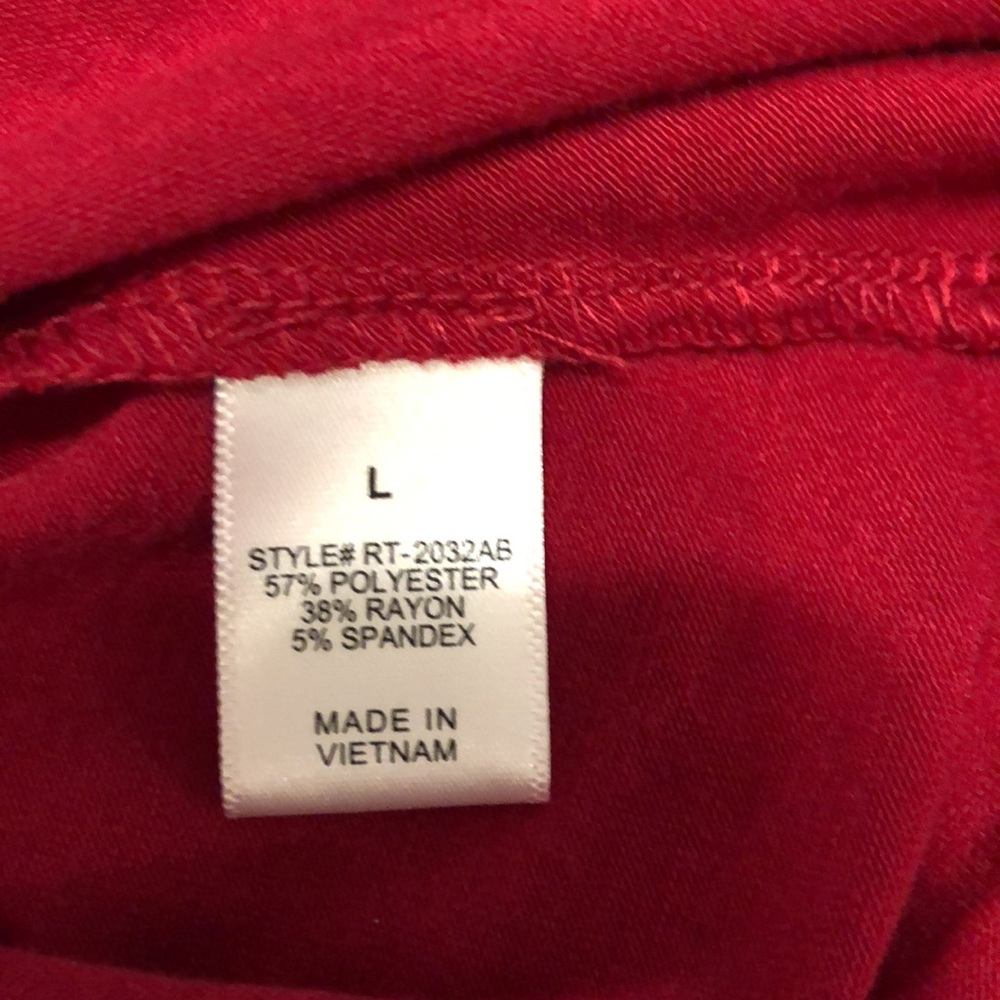 L
STYLE# RT-2032AB
57% POLYESTER
38% RAYON
5% SPANDEX
MADE IN
VIETNAM